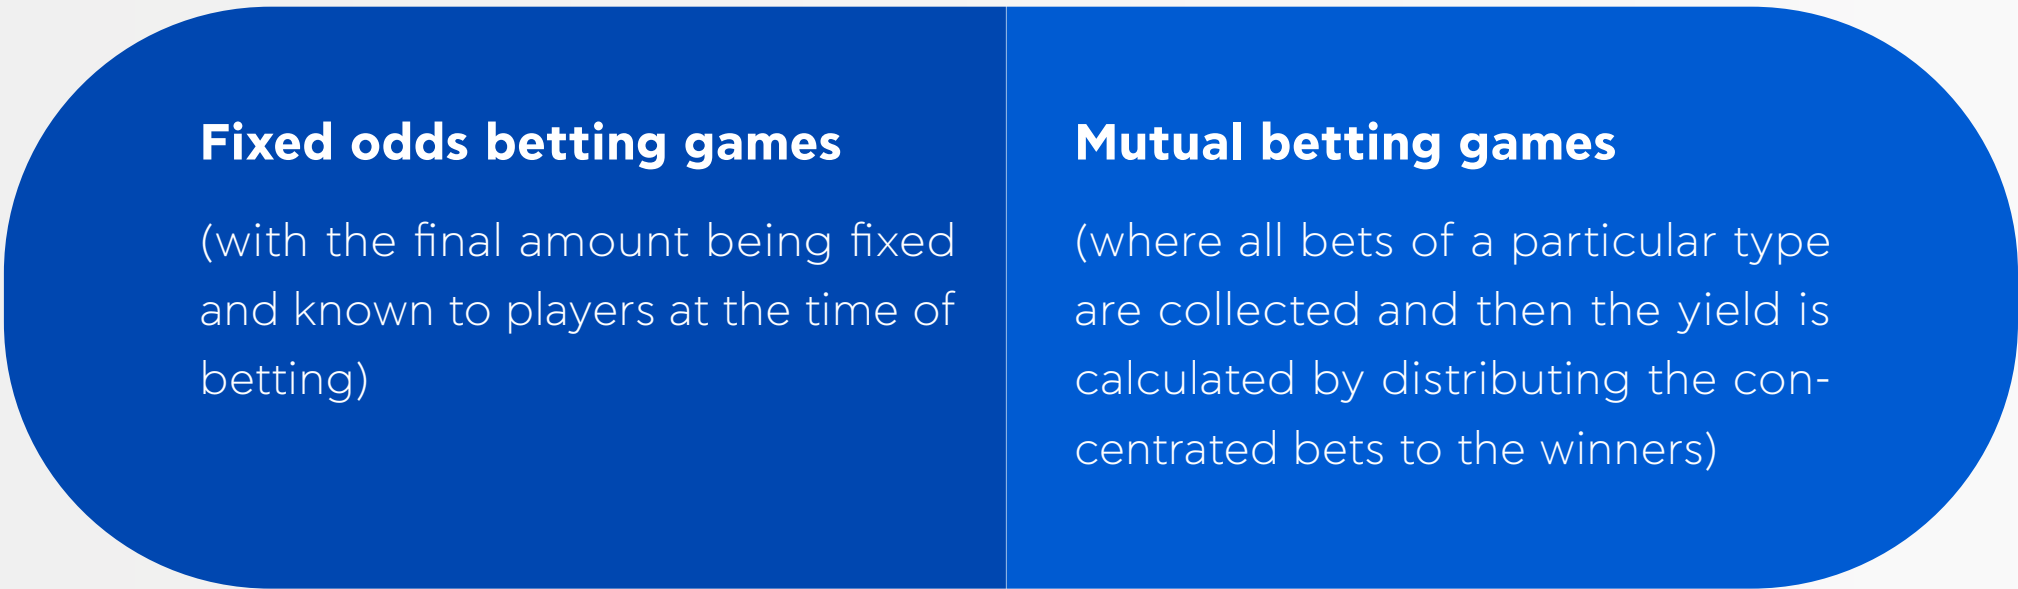 Fixed odds betting games
(with the final amount being fixed
and known to players at the time of
betting)
Mutual betting games
(where all bets of a particular type
are collected and then the yield is
calculated by distributing the con-
centrated bets to the winners)